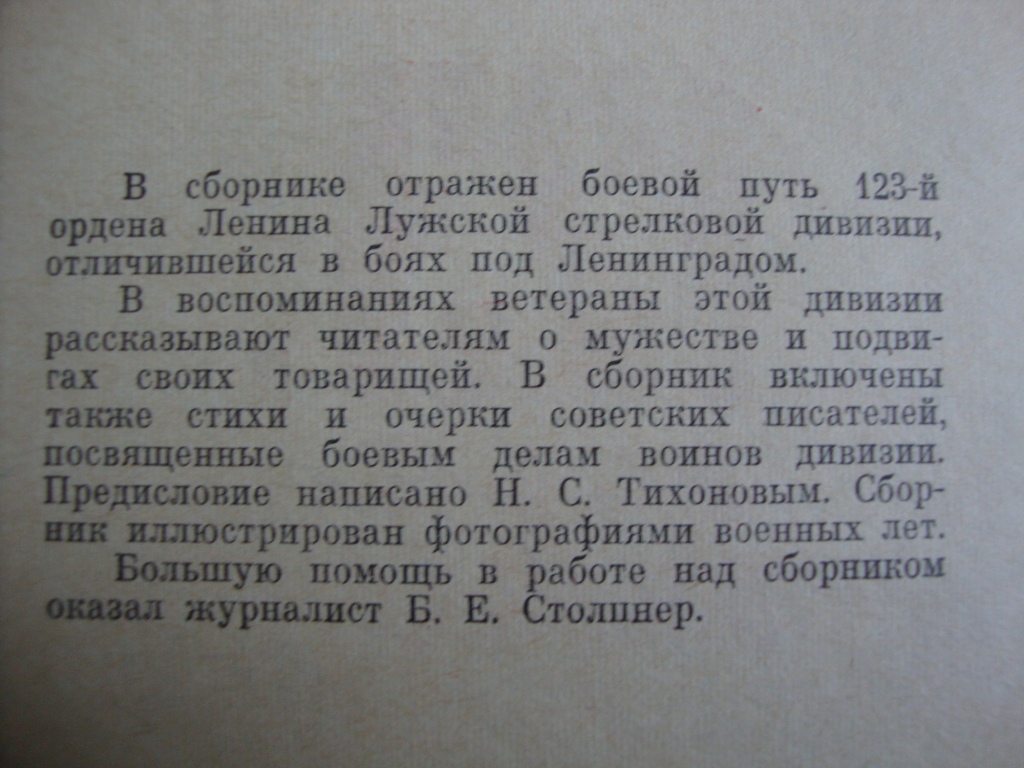 В сборнике отражен боевой путь 123-й
ордена Ленина Лужской стрелковой дивизии,
отличившейся в боях под Ленинградом.
В воспоминаниях ветераны этой дивизии
рассказывают читателям о мужестве и подви-
гах своих товарищей. В сборник включены
также стихи и очерки советских писателей,
посвященные боевым делам воинов дивизии.
Предисловие написано Н. С. Тихоновым. Сбор-
ник иллюстрирован фотографиями военных лет.
Большую помощь в работе над сборником
оказал журналист Б. Е. Столпнер.